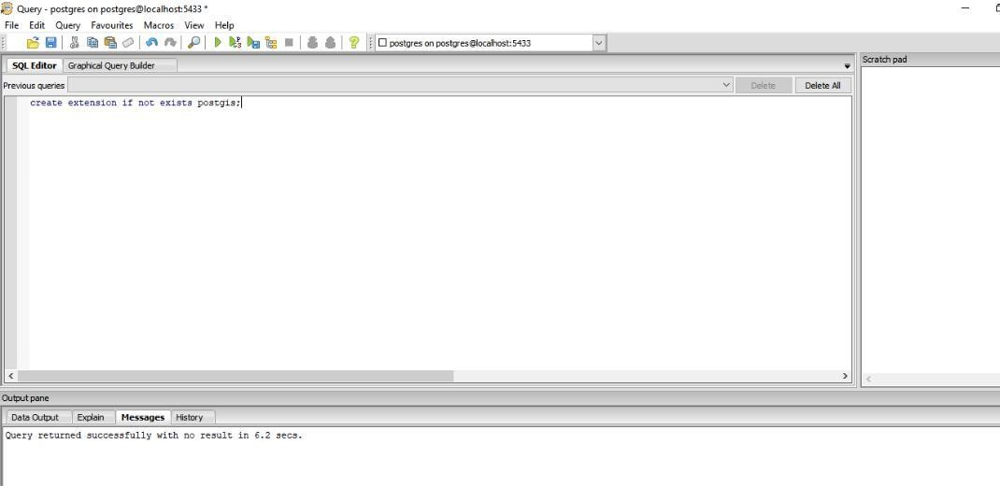 Query - postgres on postgres@localhost:5433 *
File Edit Query Favourites Macros View Help
postgres on postgres@localhost:5433
SQL Editor Graphical Query Builder
Scratch pad
Previous queries Delete Delete All
create extension if not exists postgis;
Output pane
Data Output Explain Messages History
Query returned successfully with no result in 6.2 secs.